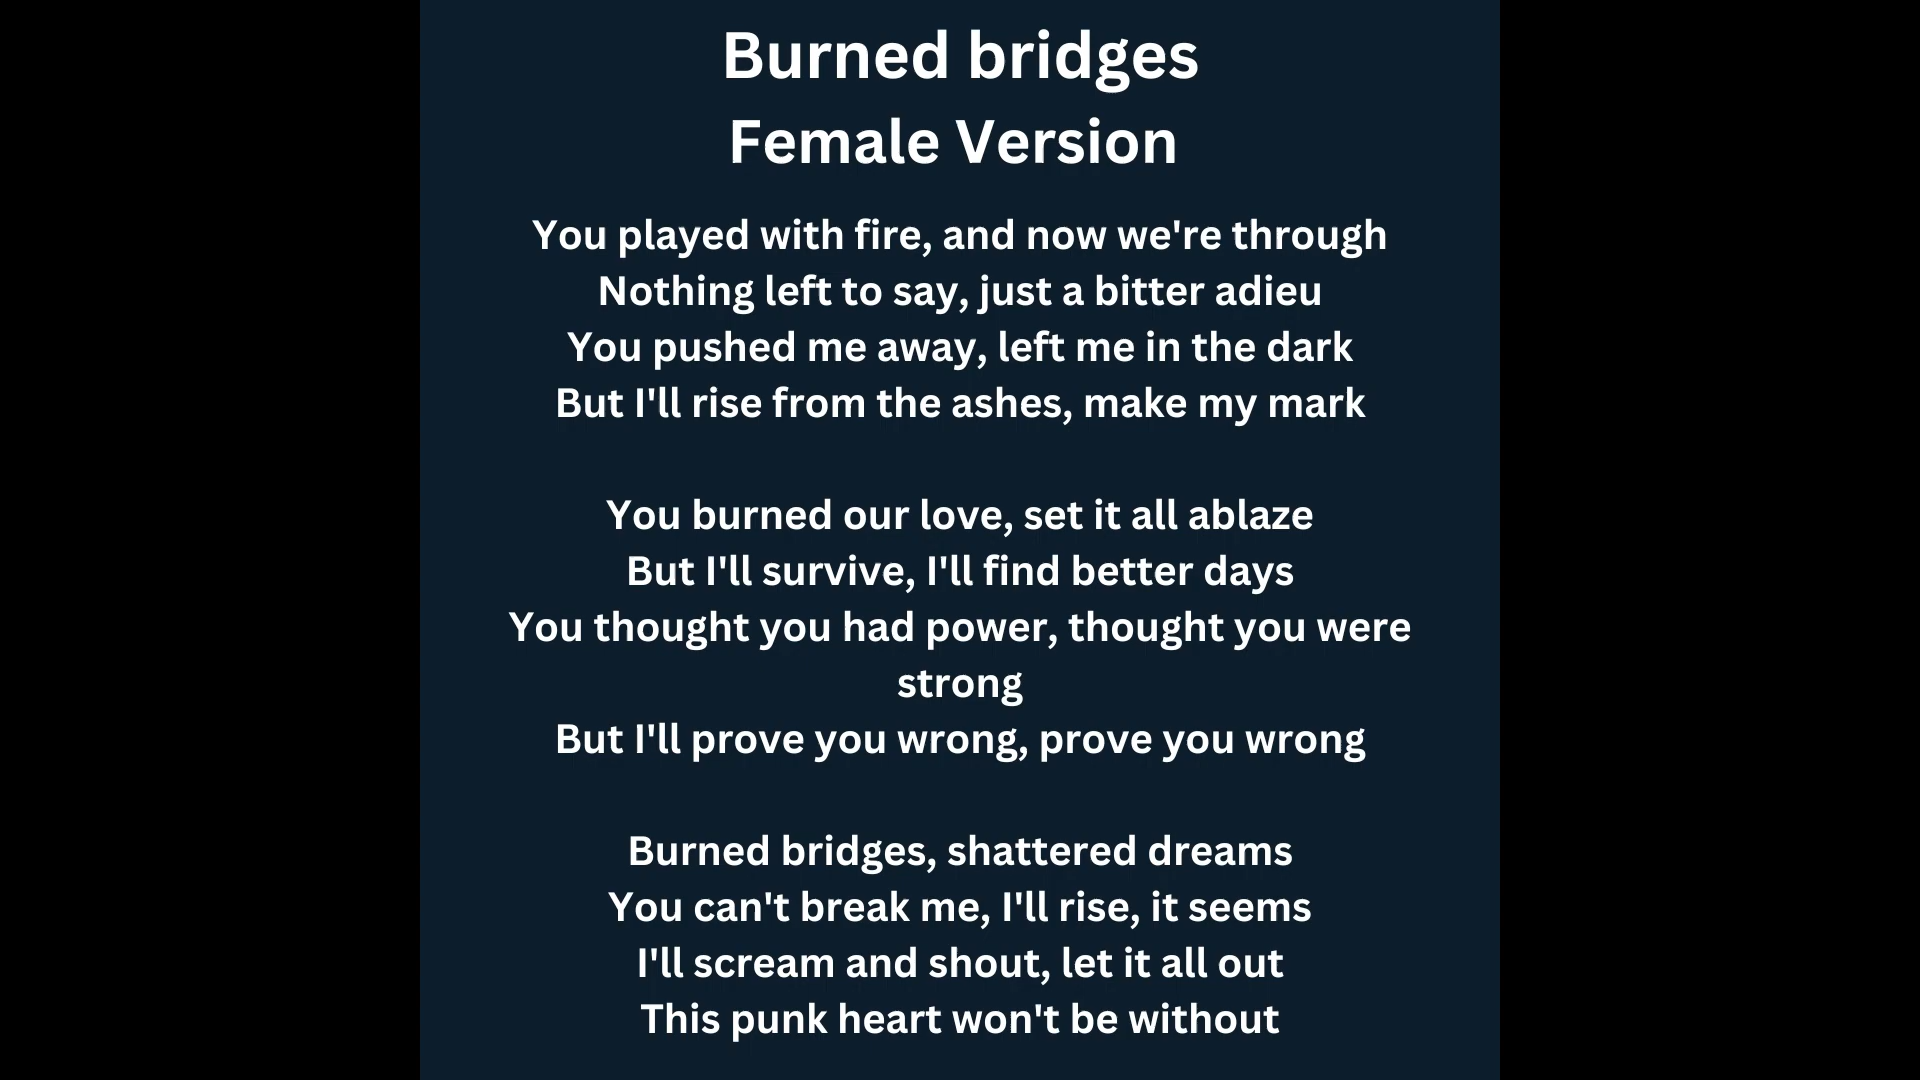 Burned bridges
Female Version
You played with fire, and now we're through
Nothing left to say, just a bitter adieu
You pushed me away, left me in the dark
But I'll rise from the ashes, make my mark
You burned our love, set it all ablaze
But I'll survive, I'll find better days
You thought you had power, thought you were
strong
But I'll prove you wrong, prove you wrong
Burned bridges, shattered dreams
You can't break me, I'll rise, it seems
I'll scream and shout, let it all out
This punk heart won't be without